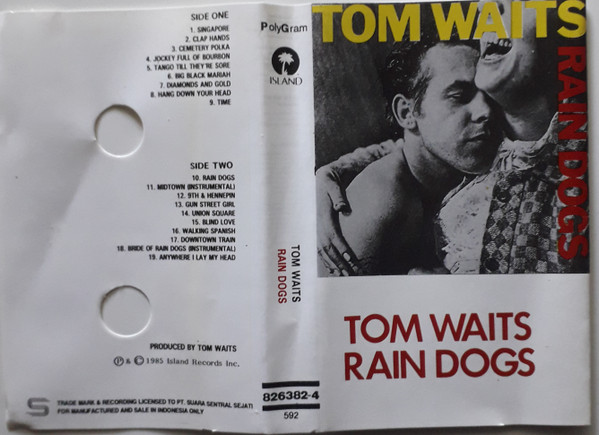 SIDE ONE
1. SINGAPORE
2. CLAP HANDS
3. CEMETERY POLKA
4. JOCKEY FULL OF BOURBON
5. TANGO TILL THEY'RE SORE
6. BIG BLACK MARIAH
7. DIAMONDS AND GOLD
8. HANG DOWN YOUR HEAD
9. TIME
SIDE TWO
10. RAIN DOGS
11. MIDTOWN (INSTRUMENTAL)
12. 9TH & HENNEPIN
13. GUN STREET GIRL
14. UNION SQUARE
15. BLIND LOVE
16. WALKING SPANISH
17. DOWNTOWN TRAIN
18. BRIDE OF RAIN DOGS (INSTRUMENTAL)
19. ANYWHERE I LAY MY HEAD
PRODUCED BY TOM WAITS
℗ & © 1985 Island Records Inc.
S TRADE MARK & RECORDING LICENSED TO PT. SUARA SENTRAL SEJATI
FOR MANUFACTURED AND SALE IN INDONESIA ONLY
PolyGram
ISLAND
TOM WAITS
RAIN DOGS
826382-4
592
TOM WAITS
RAIN DOGS
TOM WAITS
RAIN DOGS